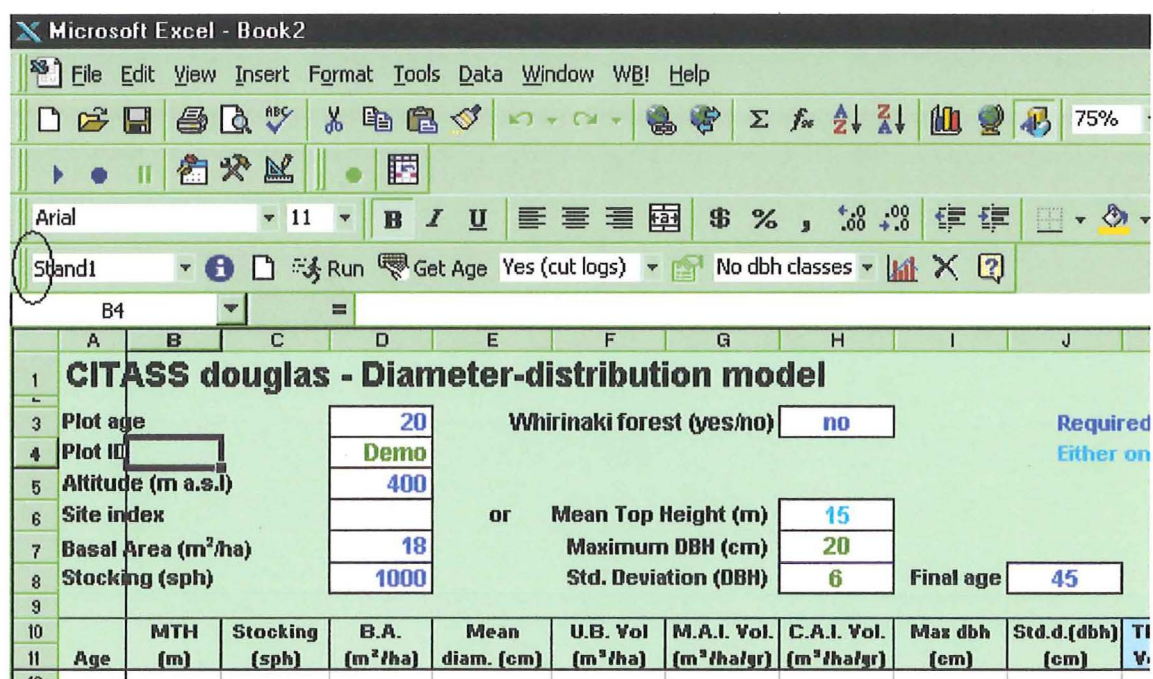 Microsoft Excel - Book2
File Edit View Insert Format Tools Data Window WB! Help
ABC Σ f A Z Z A 75%
Arial 11 B I U a $ % , .0 .00 .00 .0
Stand1 Run Get Age Yes (cut logs) No dbh classes
B4 =
A B C D E F G H I J
1 CITASS douglas - Diameter-distribution model
3 Plot age 20 Whirinaki forest (yes/no) no Required
4 Plot ID Demo Either on
5 Altitude (m a.s.l) 400
6 Site index or Mean Top Height (m) 15
7 Basal Area (m²/ha) 18 Maximum DBH (cm) 20
8 Stocking (sph) 1000 Std. Deviation (DBH) 6 Final age 45
9
10 MTH Stocking B.A. Mean U.B. Vol M.A.I. Vol. C.A.I. Vol. Max dbh Std.d.(dbh)
11 Age (m) (sph) (m²/ha) diam. (cm) (m³/ha) (m³/ha/yr) (m³/ha/yr) (cm) (cm)